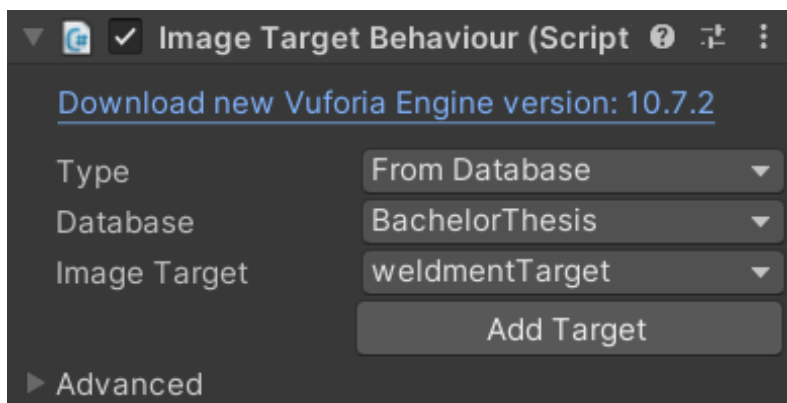 Image Target Behaviour (Script
Download new Vuforia Engine version: 10.7.2
Type From Database
Database BachelorThesis
Image Target weldmentTarget
Add Target
Advanced